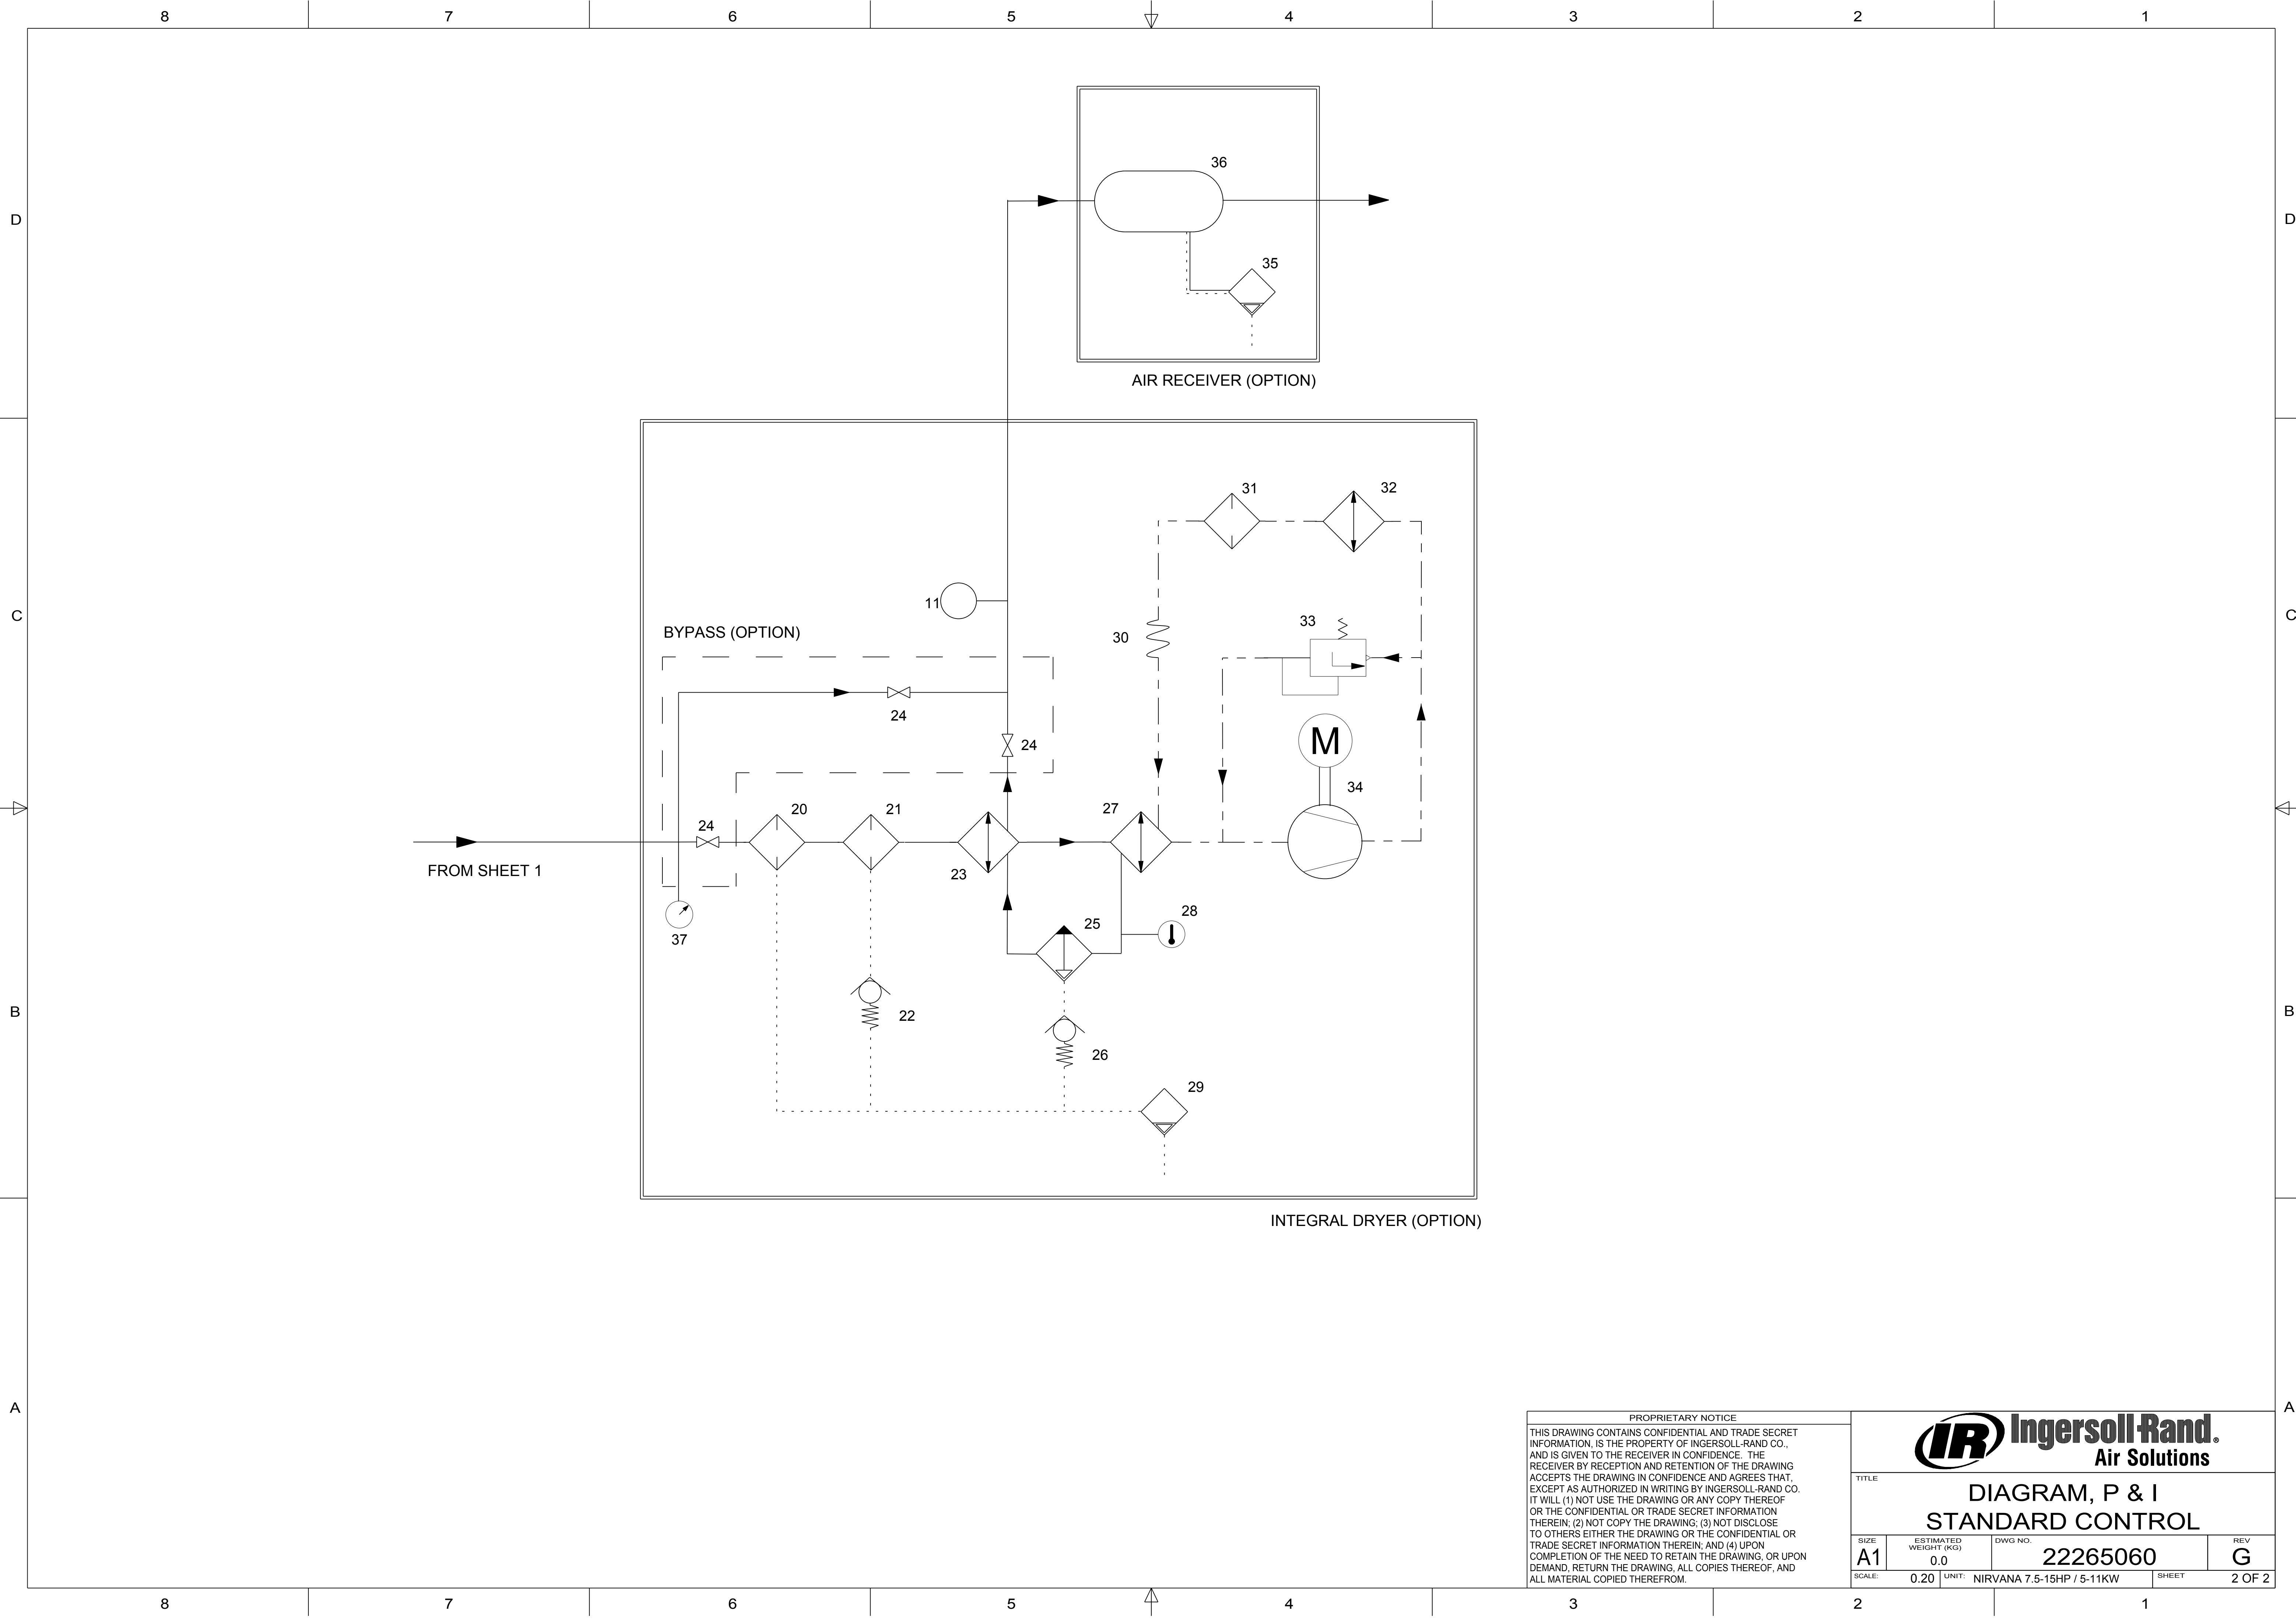 8 7 6 5 4 3 2 1
D D
36
35
AIR RECEIVER (OPTION)
31 32
11
C C
33
BYPASS (OPTION)
30
24
24
M
34
20 21 27
24
FROM SHEET 1
23
28
25
37
B B
22
26
29
INTEGRAL DRYER (OPTION)
A A
PROPRIETARY NOTICE
THIS DRAWING CONTAINS CONFIDENTIAL AND TRADE SECRET
INFORMATION, IS THE PROPERTY OF INGERSOLL-RAND CO.,
AND IS GIVEN TO THE RECEIVER IN CONFIDENCE. THE
RECEIVER BY RECEPTION AND RETENTION OF THE DRAWING
ACCEPTS THE DRAWING IN CONFIDENCE AND AGREES THAT,
EXCEPT AS AUTHORIZED IN WRITING BY INGERSOLL-RAND CO.
IT WILL (1) NOT USE THE DRAWING OR ANY COPY THEREOF
OR THE CONFIDENTIAL OR TRADE SECRET INFORMATION
THEREIN; (2) NOT COPY THE DRAWING; (3) NOT DISCLOSE
TO OTHERS EITHER THE DRAWING OR THE CONFIDENTIAL OR
TRADE SECRET INFORMATION THEREIN; AND (4) UPON
COMPLETION OF THE NEED TO RETAIN THE DRAWING, OR UPON
DEMAND, RETURN THE DRAWING, ALL COPIES THEREOF, AND
ALL MATERIAL COPIED THEREFROM.
IR Ingersoll-Rand®
Air Solutions
TITLE
DIAGRAM, P & I
STANDARD CONTROL
SIZE
A1
ESTIMATED
WEIGHT (KG)
0.0
DWG NO.
22265060
REV
G
SCALE: 0.20 UNIT: NIRVANA 7.5-15HP / 5-11KW SHEET 2 OF 2
8 7 6 5 4 3 2 1